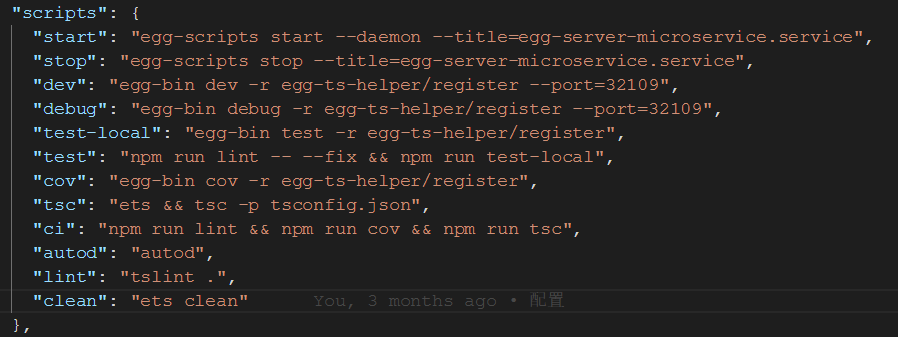 "scripts": {
"start": "egg-scripts start --daemon --title=egg-server-microservice.service",
"stop": "egg-scripts stop --title=egg-server-microservice.service",
"dev": "egg-bin dev -r egg-ts-helper/register --port=32109",
"debug": "egg-bin debug -r egg-ts-helper/register --port=32109",
"test-local": "egg-bin test -r egg-ts-helper/register",
"test": "npm run lint -- --fix && npm run test-local",
"cov": "egg-bin cov -r egg-ts-helper/register",
"tsc": "ets && tsc -p tsconfig.json",
"ci": "npm run lint && npm run cov && npm run tsc",
"autod": "autod",
"lint": "tslint .",
"clean": "ets clean" You, 3 months ago • 配置
},